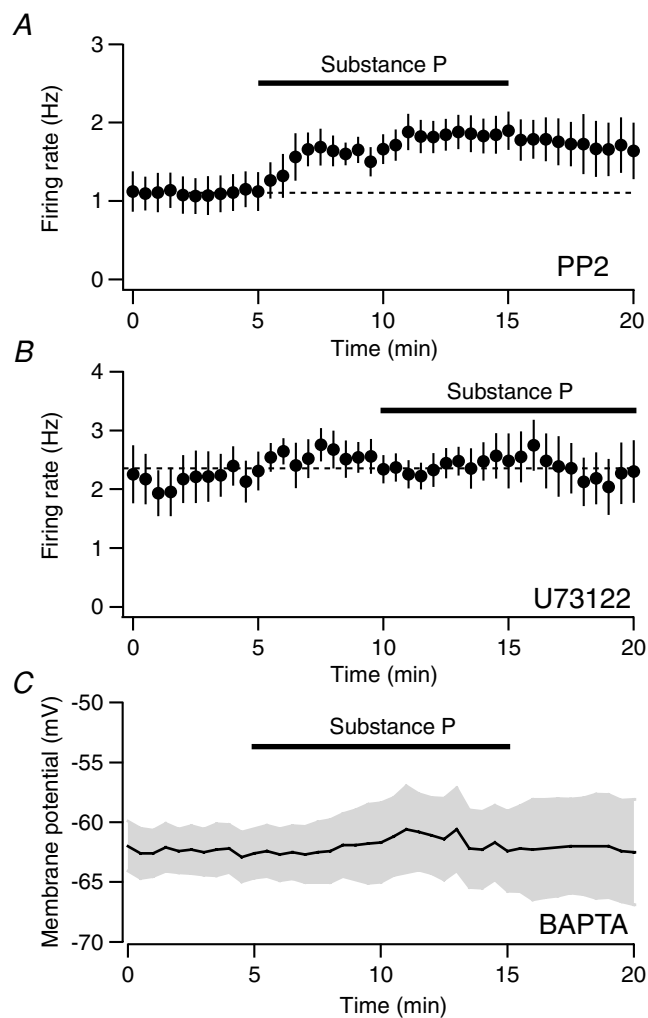 A
3
Substance P
2
1
0
Firing rate (Hz)
PP2
0 5 10 15 20
Time (min)
B
4
Substance P
3
2
1
0
Firing rate (Hz)
U73122
0 5 10 15 20
Time (min)
C
-50
Substance P
-55
-60
-65
-70
Membrane potential (mV)
BAPTA
0 5 10 15 20
Time (min)